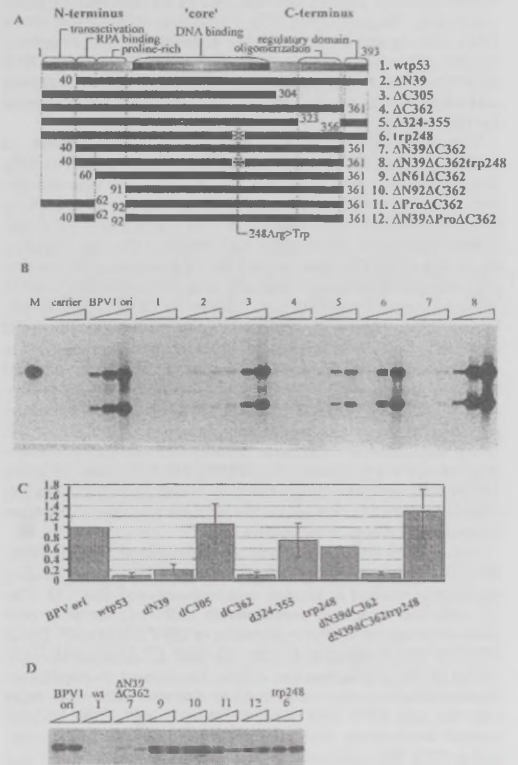 A
N-terminus 'core' C-terminus
transactivation
RPA binding
proline-rich
DNA binding
regulatory domain
oligomerization
1 393
1. wtp53
40 2. ΔN39
304 3. ΔC305
361 4. ΔC362
323 356 5. Δ324-355
6. trp248
40 361 7. ΔN39ΔC362
40 361 8. ΔN39ΔC362trp248
60 361 9. ΔN61ΔC362
91 361 10. ΔN92ΔC362
62 92 361 11. ΔProΔC362
40 62 92 361 12. ΔN39ΔProΔC362
248Arg>Trp
B
M carrier BPV1 ori 1 2 3 4 5 6 7 8
C
1.8
1.6
1.4
1.2
1
0.8
0.6
0.4
0.2
0
BPV ori wtp53 dN39 dC305 dC362 d324-355 trp248 dN39dC362 dN39dC362trp248
D
BPV1 ori wt 1 ΔN39 ΔC362 7 9 10 11 12 trp248 6